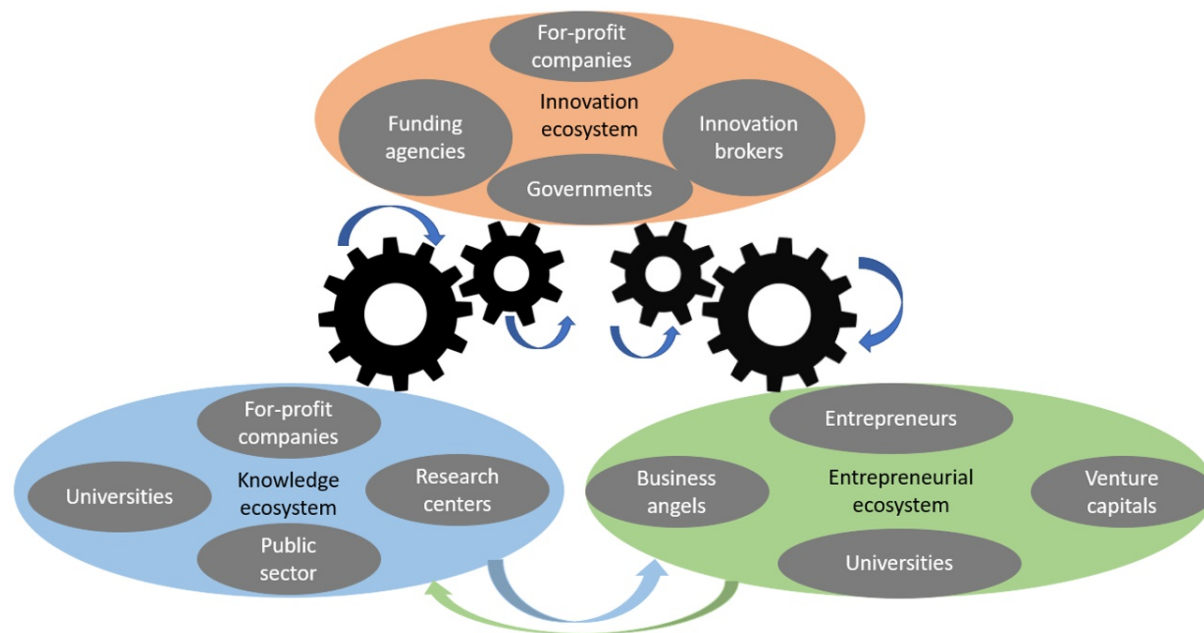 For-profit
companies
Innovation
ecosystem
Funding
agencies
Innovation
brokers
Governments
For-profit
companies
Universities
Knowledge
ecosystem
Research
centers
Public
sector
Entrepreneurs
Business
angels
Entrepreneurial
ecosystem
Venture
capitals
Universities